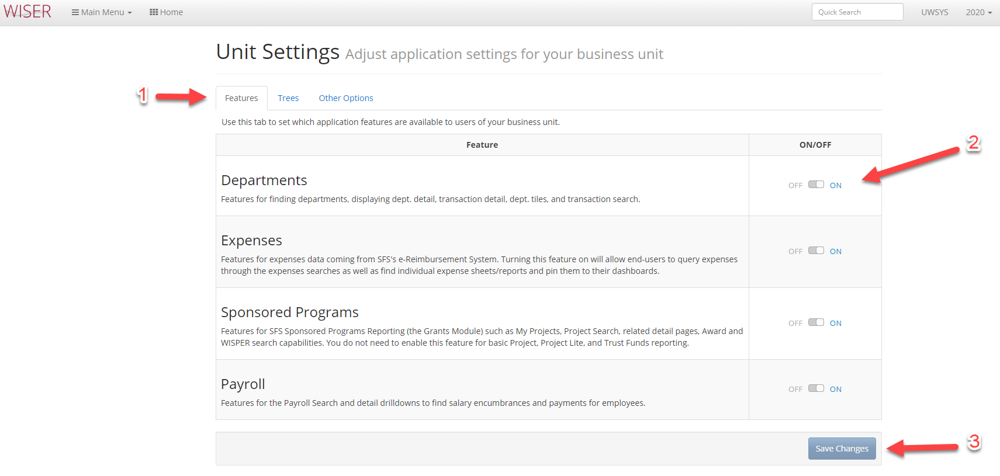 WISER Main Menu Home Quick Search UWSYS 2020
Unit Settings Adjust application settings for your business unit
1 Features Trees Other Options
Use this tab to set which application features are available to users of your business unit.
Feature ON/OFF
2
Departments
OFF ON
Features for finding departments, displaying dept. detail, transaction detail, dept. tiles, and transaction search.
Expenses
OFF ON
Features for expenses data coming from SFS's e-Reimbursement System. Turning this feature on will allow end-users to query expenses
through the expenses searches as well as find individual expense sheets/reports and pin them to their dashboards.
Sponsored Programs
OFF ON
Features for SFS Sponsored Programs Reporting (the Grants Module) such as My Projects, Project Search, related detail pages, Award and
WISPER search capabilities. You do not need to enable this feature for basic Project, Project Lite, and Trust Funds reporting.
Payroll
OFF ON
Features for the Payroll Search and detail drilldowns to find salary encumbrances and payments for employees.
Save Changes 3